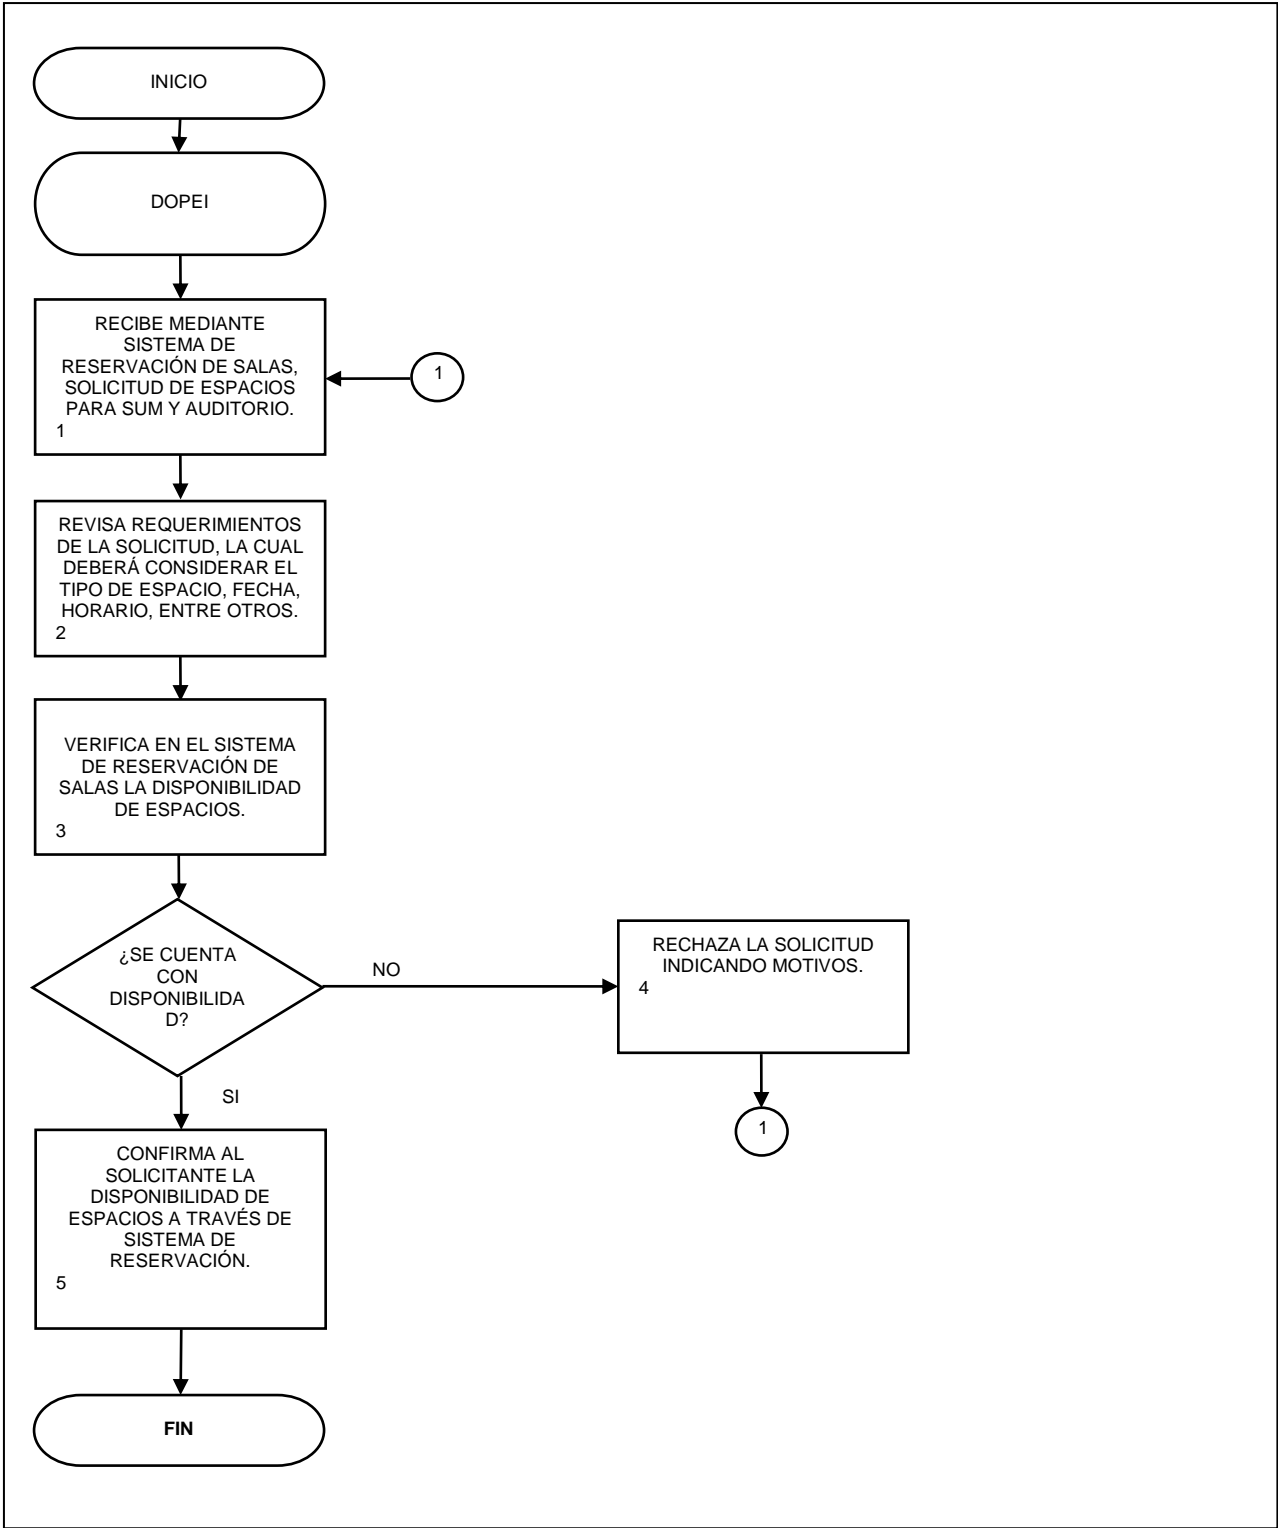 INICIO
DOPEI
RECIBE MEDIANTE
SISTEMA DE
RESERVACIÓN DE SALAS,
SOLICITUD DE ESPACIOS
PARA SUM Y AUDITORIO.
1
1
REVISA REQUERIMIENTOS
DE LA SOLICITUD, LA CUAL
DEBERÁ CONSIDERAR EL
TIPO DE ESPACIO, FECHA,
HORARIO, ENTRE OTROS.
2
VERIFICA EN EL SISTEMA
DE RESERVACIÓN DE
SALAS LA DISPONIBILIDAD
DE ESPACIOS.
3
¿SE CUENTA
CON
DISPONIBILIDA
D?
NO
RECHAZA LA SOLICITUD
INDICANDO MOTIVOS.
4
1
SI
CONFIRMA AL
SOLICITANTE LA
DISPONIBILIDAD DE
ESPACIOS A TRAVÉS DE
SISTEMA DE
RESERVACIÓN.
5
FIN